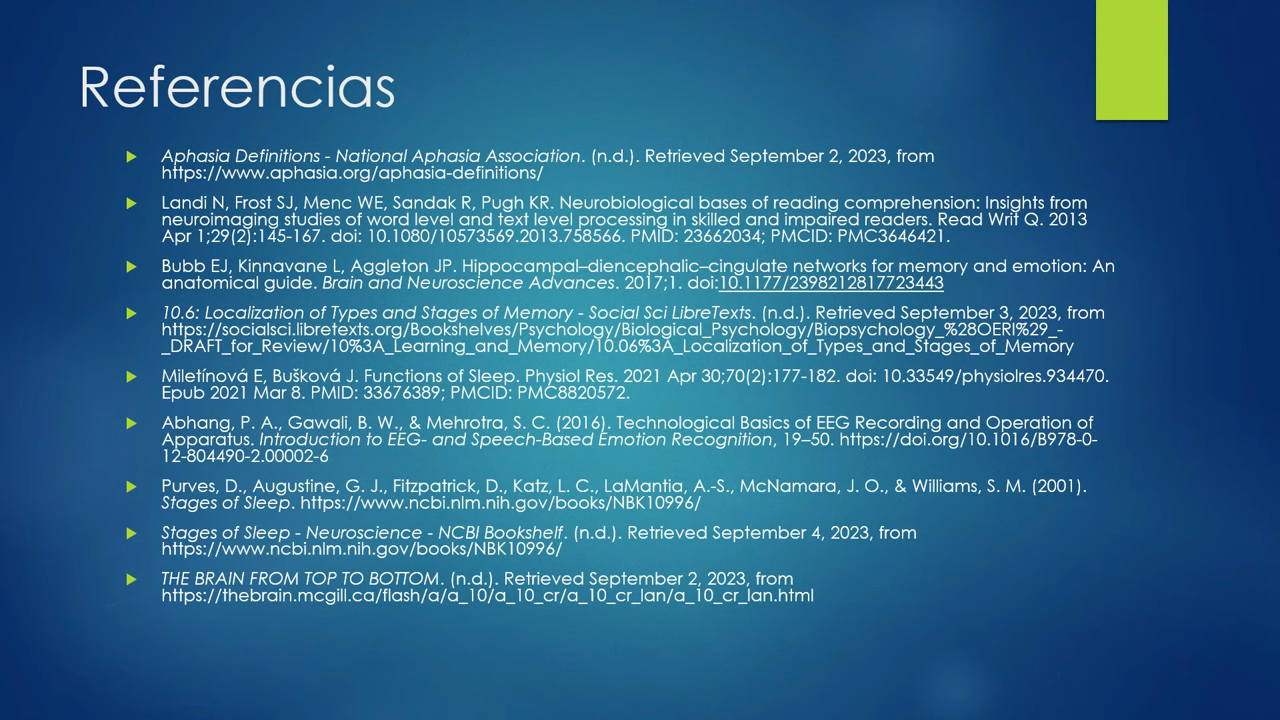 Referencias
Aphasia Definitions - National Aphasia Association. (n.d.). Retrieved September 2, 2023, from
https://www.aphasia.org/aphasia-definitions/
Landi N, Frost SJ, Menc WE, Sandak R, Pugh KR. Neurobiological bases of reading comprehension: Insights from
neuroimaging studies of word level and text level processing in skilled and impaired readers. Read Writ Q. 2013
Apr 1;29(2):145-167. doi: 10.1080/10573569.2013.758566. PMID: 23662034; PMCID: PMC3646421.
Bubb EJ, Kinnavane L, Aggleton JP. Hippocampal–diencephalic–cingulate networks for memory and emotion: An
anatomical guide. Brain and Neuroscience Advances. 2017;1. doi:10.1177/2398212817723443
10.6: Localization of Types and Stages of Memory - Social Sci LibreTexts. (n.d.). Retrieved September 3, 2023, from
https://socialsci.libretexts.org/Bookshelves/Psychology/Biological_Psychology/Biopsychology_%28OERI%29_-
_DRAFT_for_Review/10%3A_Learning_and_Memory/10.06%3A_Localization_of_Types_and_Stages_of_Memory
Miletínová E, Bušková J. Functions of Sleep. Physiol Res. 2021 Apr 30;70(2):177-182. doi: 10.33549/physiolres.934470.
Epub 2021 Mar 8. PMID: 33676389; PMCID: PMC8820572.
Abhang, P. A., Gawali, B. W., & Mehrotra, S. C. (2016). Technological Basics of EEG Recording and Operation of
Apparatus. Introduction to EEG- and Speech-Based Emotion Recognition, 19–50. https://doi.org/10.1016/B978-0-
12-804490-2.00002-6
Purves, D., Augustine, G. J., Fitzpatrick, D., Katz, L. C., LaMantia, A.-S., McNamara, J. O., & Williams, S. M. (2001).
Stages of Sleep. https://www.ncbi.nlm.nih.gov/books/NBK10996/
Stages of Sleep - Neuroscience - NCBI Bookshelf. (n.d.). Retrieved September 4, 2023, from
https://www.ncbi.nlm.nih.gov/books/NBK10996/
THE BRAIN FROM TOP TO BOTTOM. (n.d.). Retrieved September 2, 2023, from
https://thebrain.mcgill.ca/flash/a/a_10/a_10_cr/a_10_cr_lan/a_10_cr_lan.html